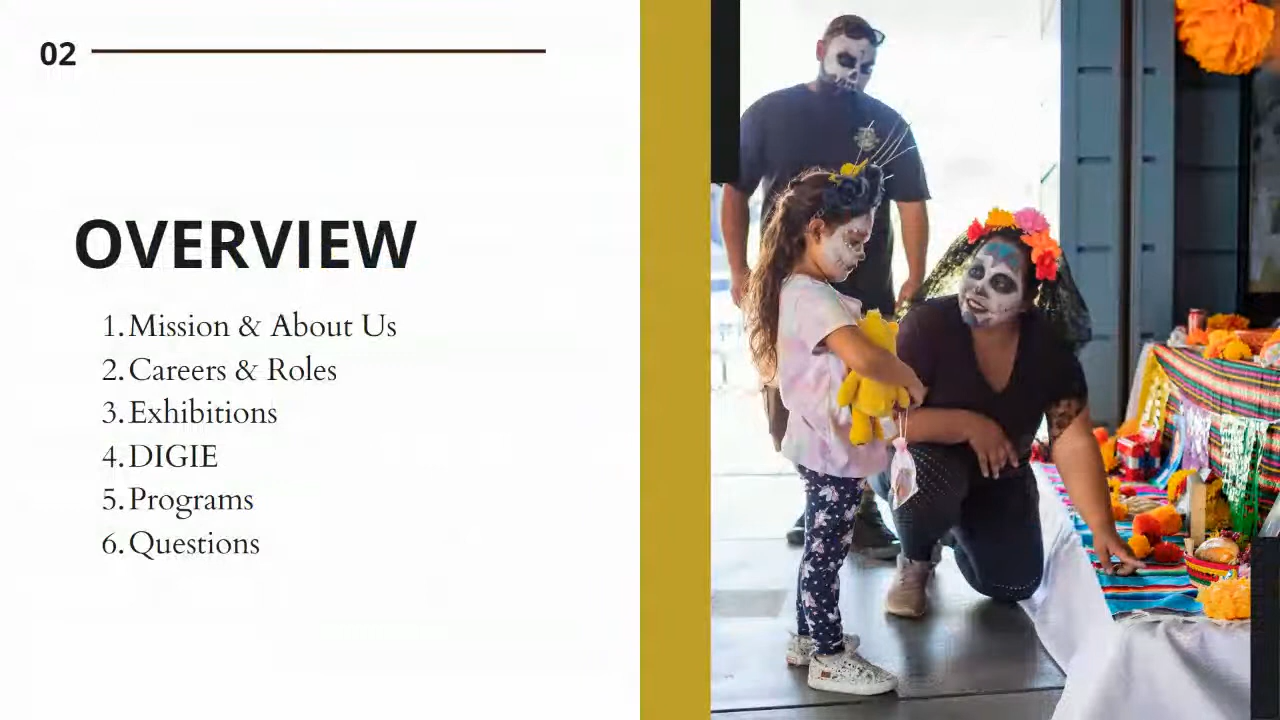 02
OVERVIEW
1. Mission & About Us
2. Careers & Roles
3. Exhibitions
4. DIGIE
5. Programs
6. Questions